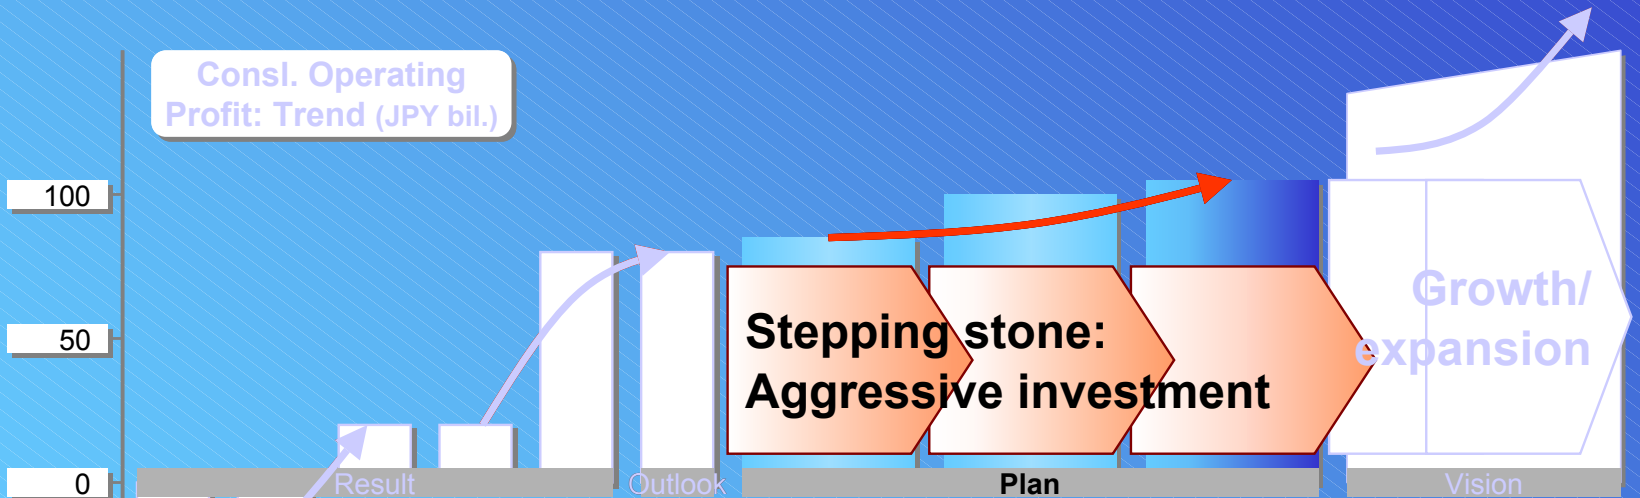 Consl. Operating
Profit: Trend (JPY bil.)
100
50
0
Stepping stone:
Aggressive investment
Growth/
expansion
Result
Outlook
Plan
Vision